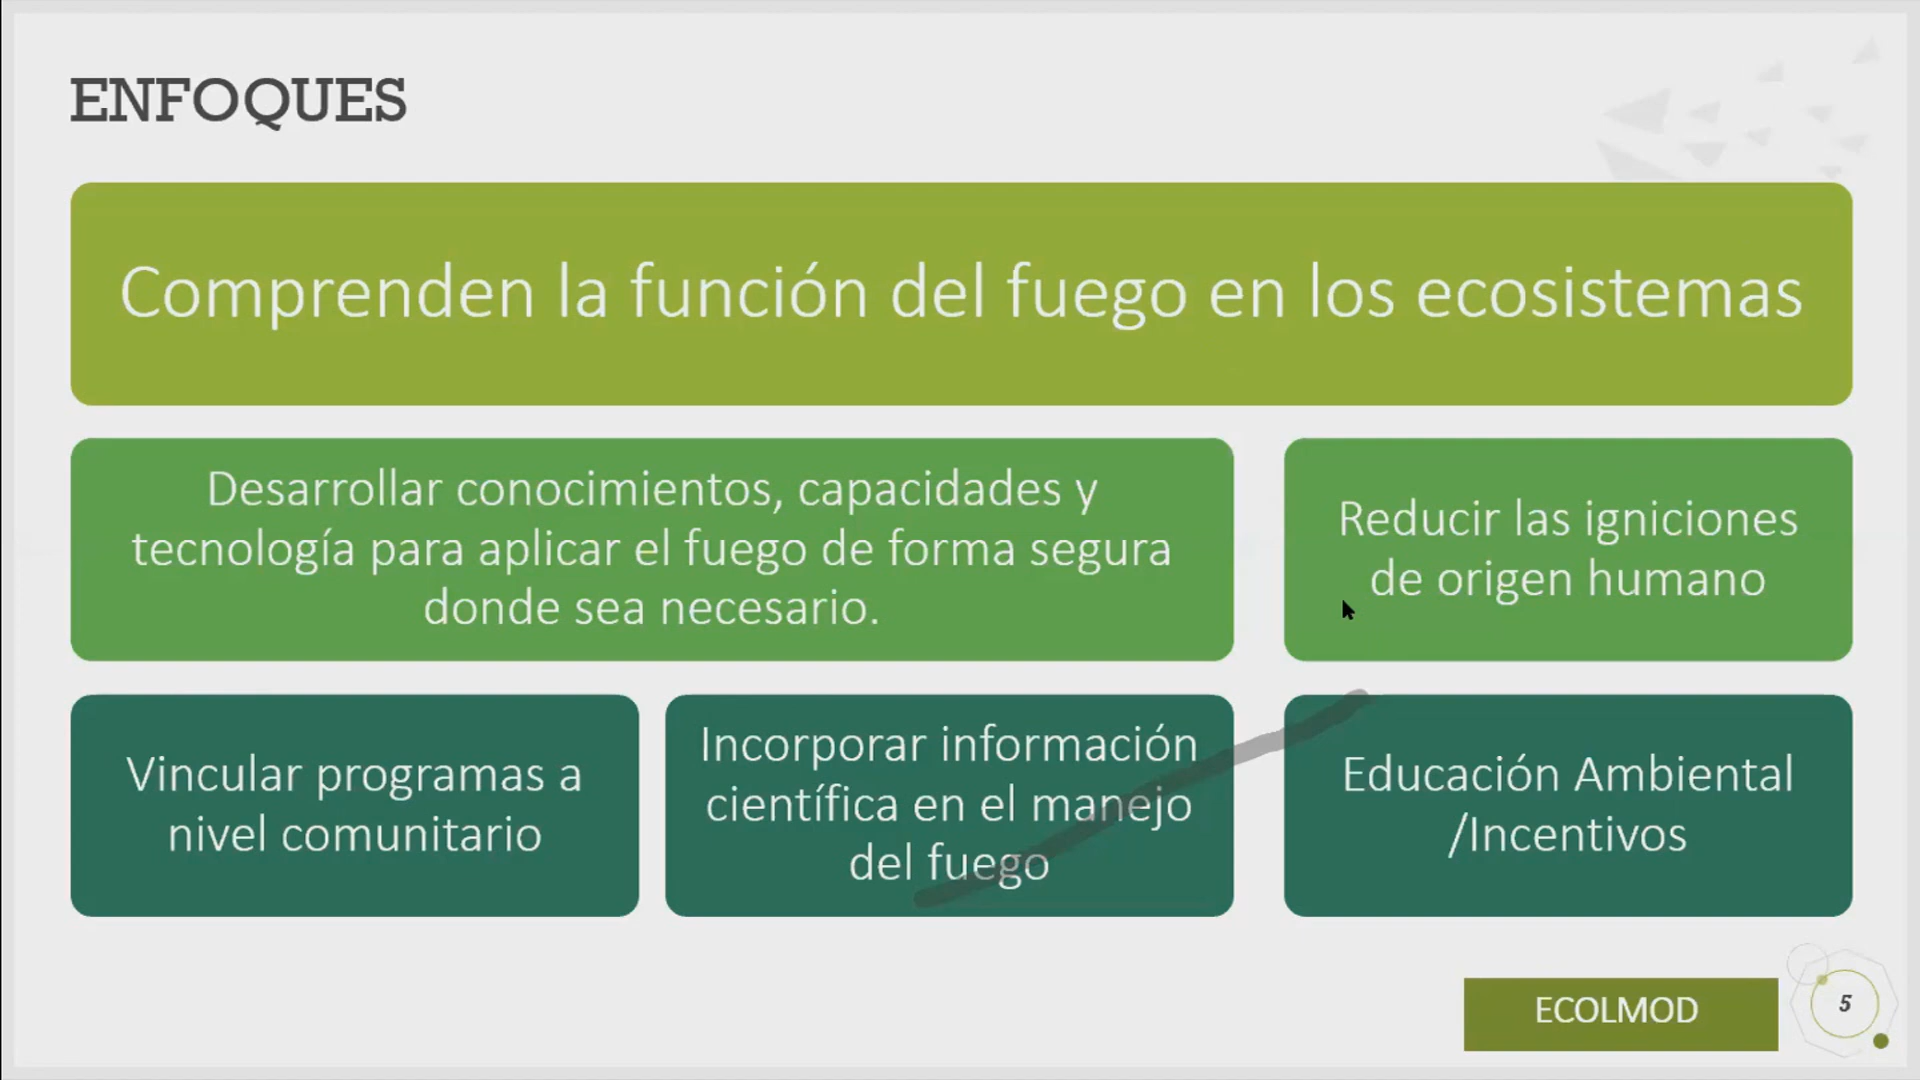 ENFOQUES
Comprenden la función del fuego en los ecosistemas
Desarrollar conocimientos, capacidades y
tecnología para aplicar el fuego de forma segura
donde sea necesario.
Reducir las igniciones
de origen humano
Vincular programas a
nivel comunitario
Incorporar información
científica en el manejo
del fuego
Educación Ambiental
/Incentivos
ECOLMOD
5